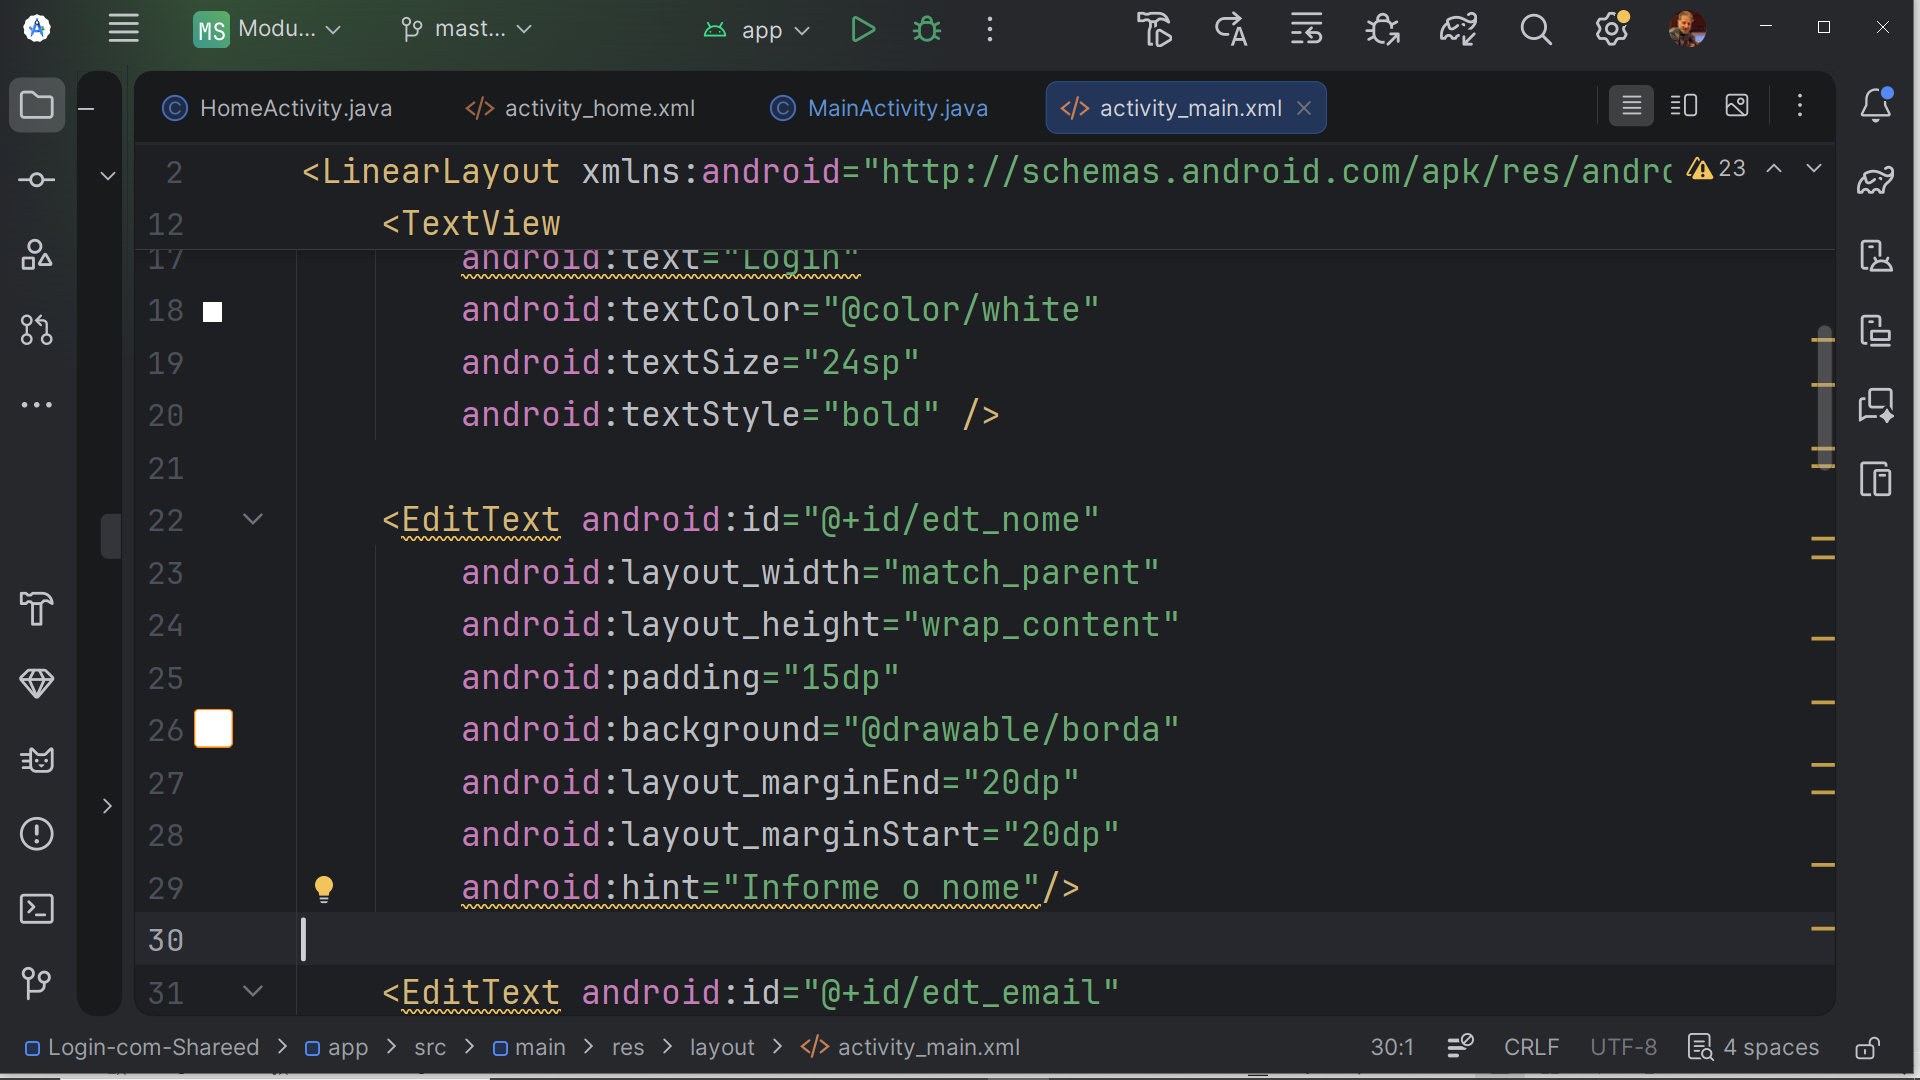 MS Modu... mast... app
HomeActivity.java activity_home.xml MainActivity.java activity_main.xml
2 <LinearLayout xmlns:android="http://schemas.android.com/apk/res/andro 23
12 <TextView
17 android:text="Login"
18 android:textColor="@color/white"
19 android:textSize="24sp"
20 android:textStyle="bold" />
21
22 <EditText android:id="@+id/edt_nome"
23 android:layout_width="match_parent"
24 android:layout_height="wrap_content"
25 android:padding="15dp"
26 android:background="@drawable/borda"
27 android:layout_marginEnd="20dp"
28 android:layout_marginStart="20dp"
29 android:hint="Informe o nome"/>
30
31 <EditText android:id="@+id/edt_email"
Login-com-Shareed > app > src > main > res > layout > </> activity_main.xml 30:1 CRLF UTF-8 4 spaces